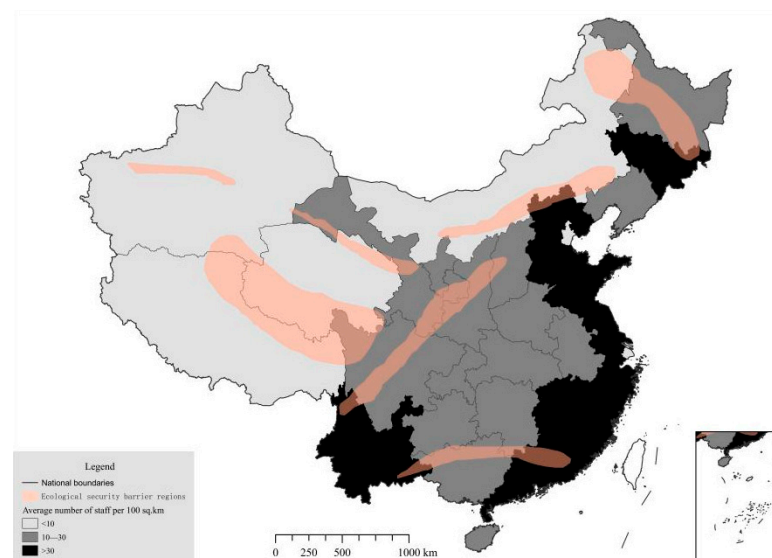 Legend
National boundaries
Ecological security barrier regions
Average number of staff per 100 sq.km
<10
10—30
>30
0 250 500 1000 km